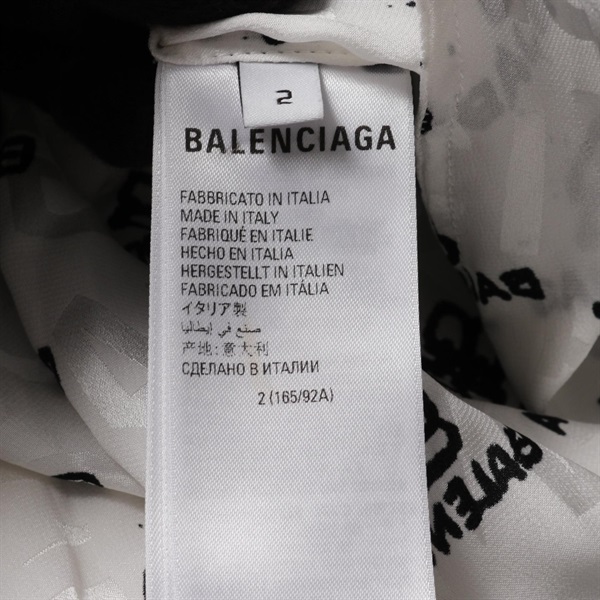 2
BALENCIAGA
FABBRICATO IN ITALIA
MADE IN ITALY
FABRIQUÉ EN ITALIE
HECHO EN ITALIA
HERGESTELLT IN ITALIEN
FABRICADO EM ITÁLIA
イタリア製
صنع في إيطاليا
产地:意大利
СДЕЛАНО В ИТАЛИИ
2 (165/92A)
BALENCIAGA